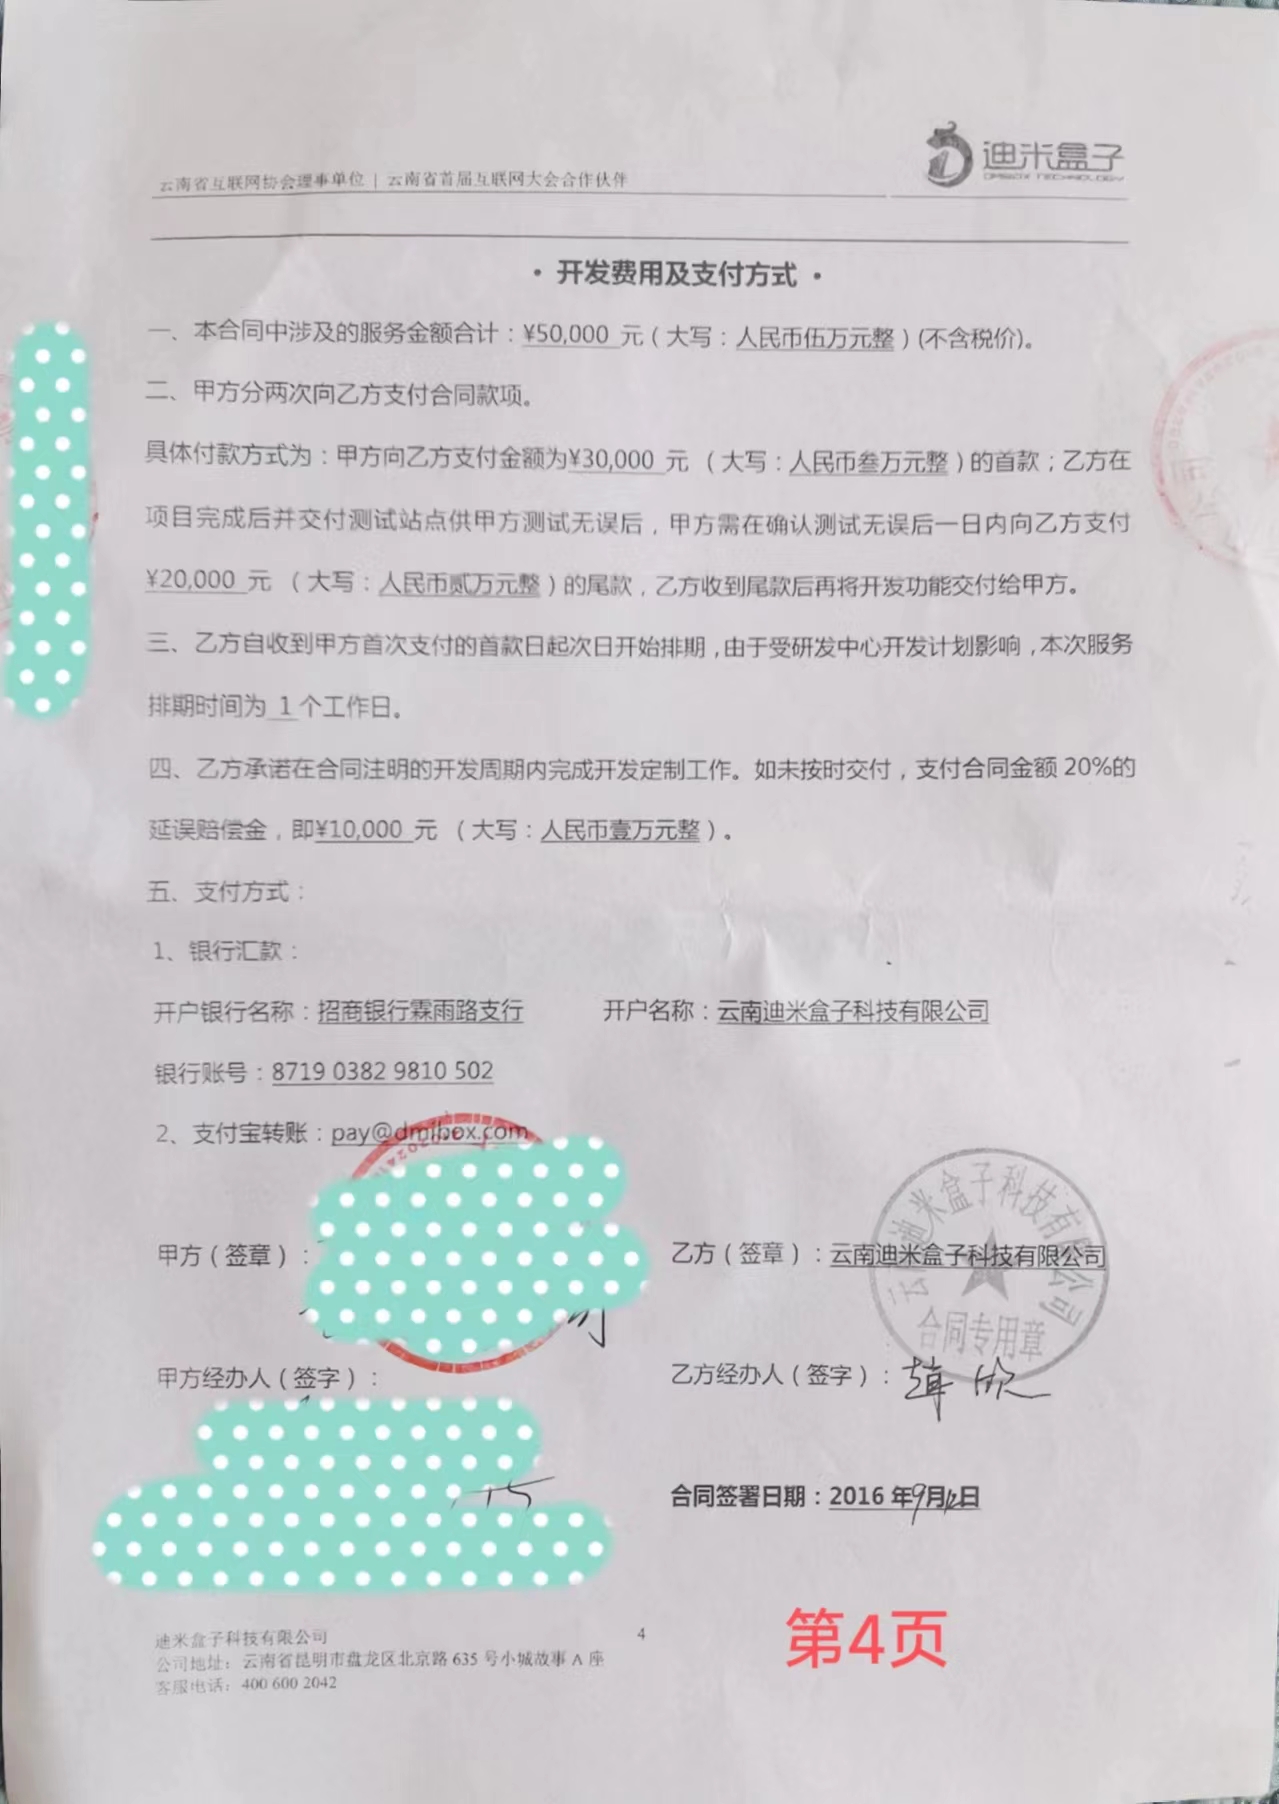 云南省互联网协会理事单位 | 云南省首届互联网大会合作伙伴
迪米盒子
DMIBOX TECHNOLOGY
· 开发费用及支付方式 ·
一、本合同中涉及的服务金额合计：¥50,000 元（大写：人民币伍万元整）(不含税价)。
二、甲方分两次向乙方支付合同款项。
具体付款方式为：甲方向乙方支付金额为¥30,000 元 （大写：人民币叁万元整）的首款；乙方在
项目完成后并交付测试站点供甲方测试无误后，甲方需在确认测试无误后一日内向乙方支付
¥20,000 元 （大写：人民币贰万元整）的尾款，乙方收到尾款后再将开发功能交付给甲方。
三、乙方自收到甲方首次支付的首款日起次日开始排期，由于受研发中心开发计划影响，本次服务
排期时间为 1 个工作日。
四、乙方承诺在合同注明的开发周期内完成开发定制工作。如未按时交付，支付合同金额 20%的
延误赔偿金，即¥10,000 元 （大写：人民币壹万元整）。
五、支付方式：
1、银行汇款：
开户银行名称：招商银行霖雨路支行 开户名称：云南迪米盒子科技有限公司
银行账号：8719 0382 9810 502
2、支付宝转账：pay@dmibox.com
甲方（签章）： 乙方（签章）：云南迪米盒子科技有限公司
云南迪米盒子科技有限公司
合同专用章
甲方经办人（签字）： 乙方经办人（签字）：
合同签署日期：2016 年9月 日
迪米盒子科技有限公司
公司地址：云南省昆明市盘龙区北京路 635 号小城故事 A 座
客服电话：400 600 2042
4
第4页